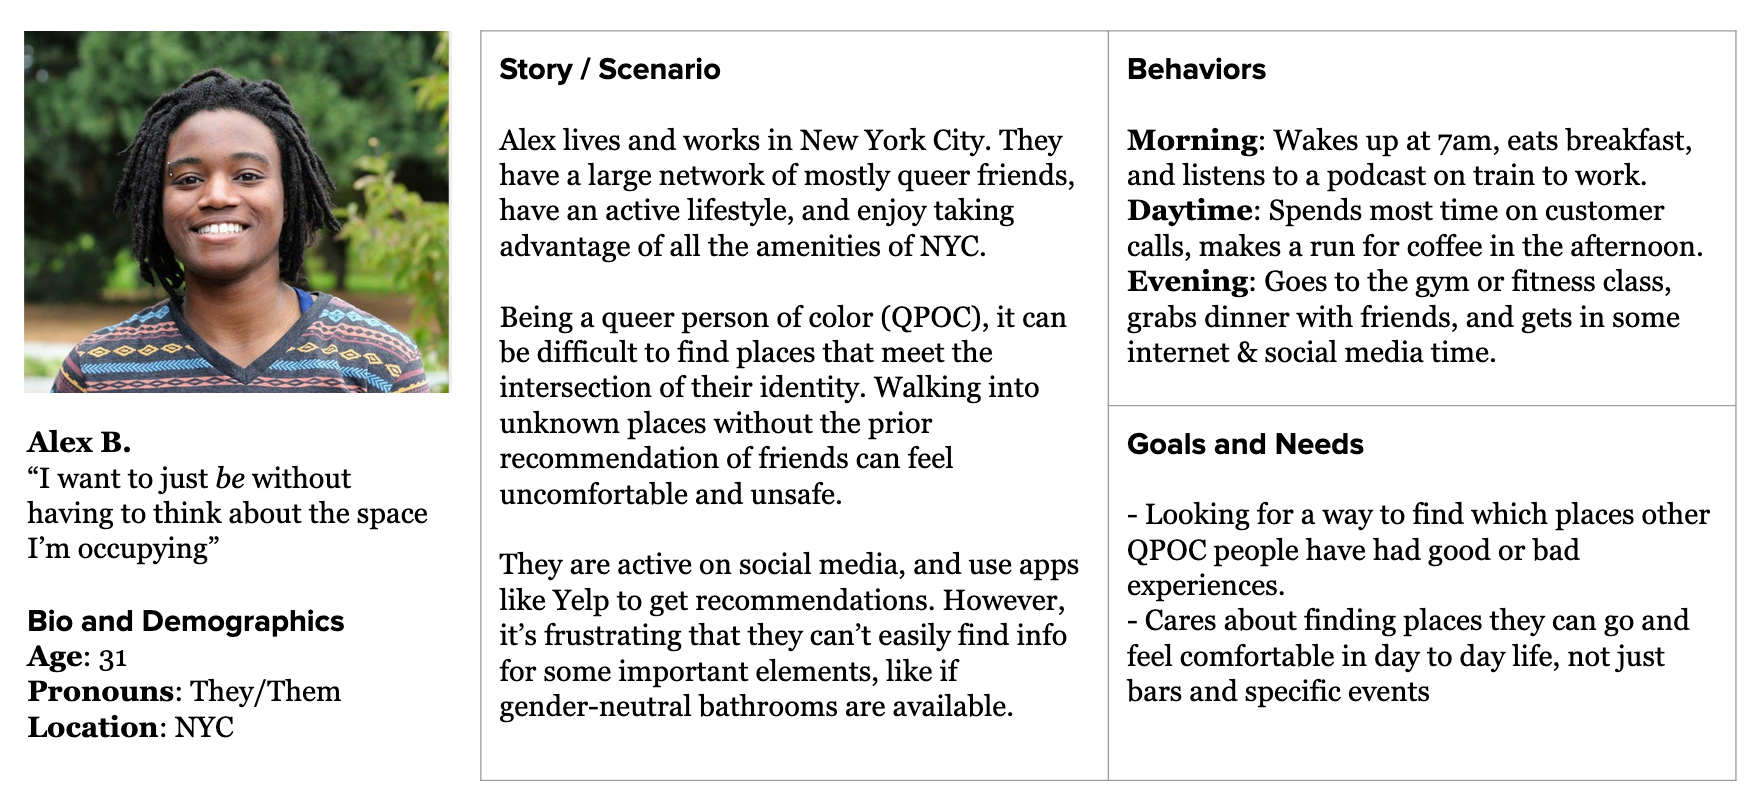 Alex B.
“I want to just be without
having to think about the space
I’m occupying”
Bio and Demographics
Age: 31
Pronouns: They/Them
Location: NYC
Story / Scenario
Alex lives and works in New York City. They
have a large network of mostly queer friends,
have an active lifestyle, and enjoy taking
advantage of all the amenities of NYC.
Being a queer person of color (QPOC), it can
be difficult to find places that meet the
intersection of their identity. Walking into
unknown places without the prior
recommendation of friends can feel
uncomfortable and unsafe.
They are active on social media, and use apps
like Yelp to get recommendations. However,
it’s frustrating that they can’t easily find info
for some important elements, like if
gender-neutral bathrooms are available.
Behaviors
Morning: Wakes up at 7am, eats breakfast,
and listens to a podcast on train to work.
Daytime: Spends most time on customer
calls, makes a run for coffee in the afternoon.
Evening: Goes to the gym or fitness class,
grabs dinner with friends, and gets in some
internet & social media time.
Goals and Needs
- Looking for a way to find which places other
QPOC people have had good or bad
experiences.
- Cares about finding places they can go and
feel comfortable in day to day life, not just
bars and specific events